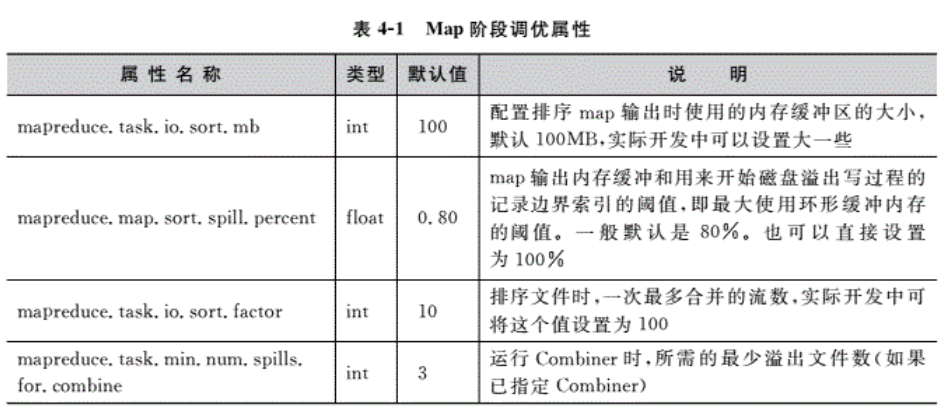 表 4-1 Map 阶段调优属性
属 性 名 称 类型 默认值 说 明
mapreduce. task. io. sort. mb int 100 配置排序 map 输出时使用的内存缓冲区的大小,
默认 100MB,实际开发中可以设置大一些
mapreduce. map. sort. spill. percent float 0. 80 map 输出内存缓冲和用来开始磁盘溢出写过程的
记录边界索引的阈值,即最大使用环形缓冲内存
的阈值。一般默认是 80%。也可以直接设置
为 100%
mapreduce. task. io. sort. factor int 10 排序文件时,一次最多合并的流数,实际开发中可
将这个值设置为 100
mapreduce. task. min. num. spills.
for. combine int 3 运行 Combiner 时,所需的最少溢出文件数(如果
已指定 Combiner)